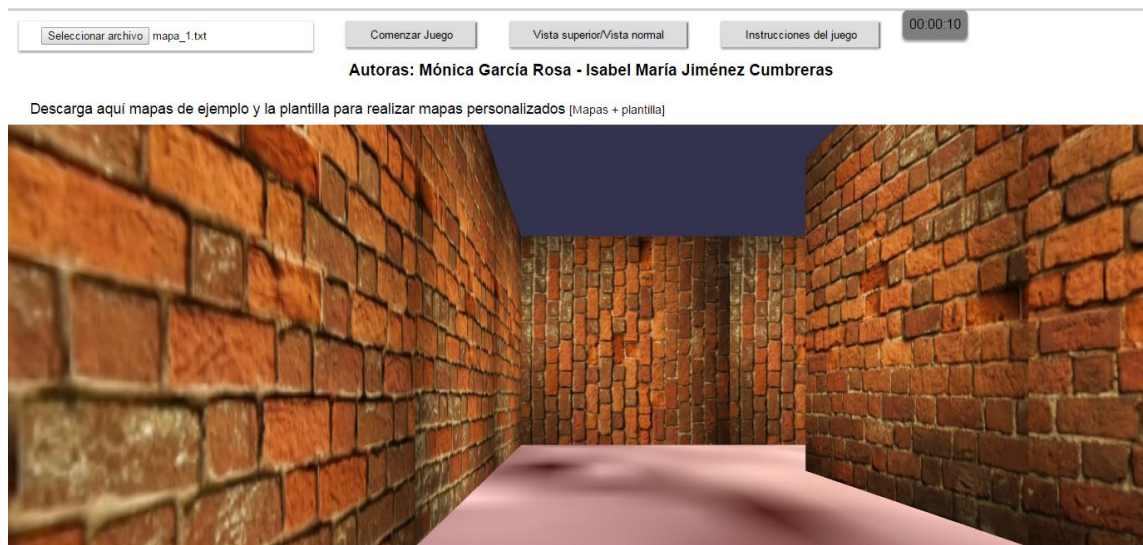 Seleccionar archivo mapa_1.txt Comenzar Juego Vista superior/Vista normal Instrucciones del juego 00:00:10
Autoras: Mónica García Rosa - Isabel María Jiménez Cumbreras
Descarga aquí mapas de ejemplo y la plantilla para realizar mapas personalizados [Mapas + plantilla]